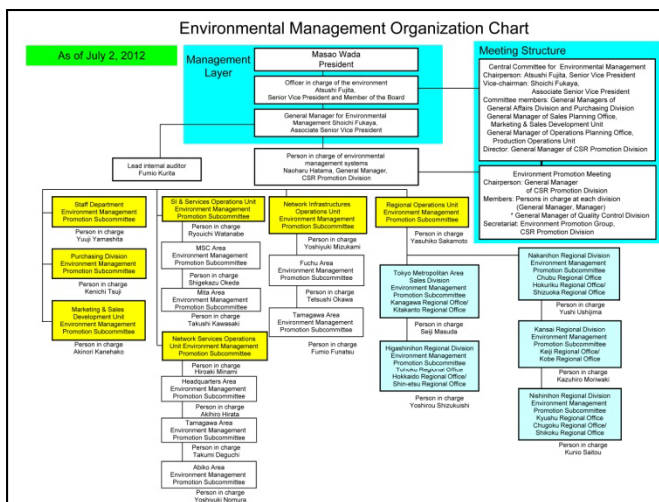 Environmental Management Organization Chart
As of July 2, 2012
Management
Layer
Masao Wada
President
Officer in charge of the environment
Atsushi Fujita,
Senior Vice President and Member of the Board
General Manager for Environmental
Management Shoichi Fukaya,
Associate Senior Vice President
Lead internal auditor
Fumio Kurita
Person in charge of environmental
management systems
Naoharu Hatama, General Manager,
CSR Promotion Division
Meeting Structure
Central Committee for Environmental Management
Chairperson: Atsushi Fujita, Senior Vice President
Vice-chairman: Shoichi Fukaya,
Associate Senior Vice President
Committee members: General Managers of
General Affairs Division and Purchasing Division
General Manager of Sales Planning Office,
Marketing & Sales Development Unit
General Manager of Operations Planning Office,
Production Operations Unit
Director: General Manager of CSR Promotion Division
Environment Promotion Meeting
Chairperson: General Manager
of CSR Promotion Division
Members: Persons in charge at each division
(General Manager, Manager)
* General Manager of Quality Control Division
Secretariat: Environment Promotion Group,
CSR Promotion Division
Staff Department
Environment Management
Promotion Subcommittee
Person in charge
Yuuji Yamashita
Purchasing Division
Environment Management
Promotion Subcommittee
Person in charge
Kenichi Tsuji
Marketing & Sales
Development Unit
Environment Management
Promotion Subcommittee
Person in charge
Akinori Kanehako
SI & Services Operations Unit
Environment Management
Promotion Subcommittee
Person in charge
Ryouichi Watanabe
MSC Area
Environment Management
Promotion Subcommittee
Person in charge
Shigekazu Okeda
Mita Area
Environment Management
Promotion Subcommittee
Person in charge
Takushi Kawasaki
Network Services Operations
Unit Environment Management
Promotion Subcommittee
Person in charge
Hiroaki Minami
Headquarters Area
Environment Management
Promotion Subcommittee
Person in charge
Akihiro Hirata
Tamagawa Area
Environment Management
Promotion Subcommittee
Person in charge
Takumi Deguchi
Abiko Area
Environment Management
Promotion Subcommittee
Person in charge
Yoshiyuki Nomura
Network Infrastructures
Operations Unit
Environment Management
Promotion Subcommittee
Person in charge
Yoshiyuki Mizukami
Fuchu Area
Environment Management
Promotion Subcommittee
Person in charge
Tetsushi Okawa
Tamagawa Area
Environment Management
Promotion Subcommittee
Person in charge
Fumio Funatsu
Regional Operations Unit
Environment Management
Promotion Subcommittee
Person in charge
Yasuhiko Sakamoto
Tokyo Metropolitan Area
Sales Division
Environment Management
Promotion Subcommittee
Kanagawa Regional Office/
Kitakanto Regional Office
Person in charge
Seiji Masuda
Higashinihon Regional Division
Environment Management
Promotion Subcommittee
Tohoku Regional Office
Hokkaido Regional Office/
Shin-etsu Regional Office
Person in charge
Yoshirou Shizukuishi
Nakanihon Regional Division
Environment Management
Promotion Subcommittee
Chubu Regional Office
Hokuriku Regional Office/
Shizuoka Regional Office
Person in charge
Yushi Ushijima
Kansai Regional Division
Environment Management
Promotion Subcommittee
Keiji Regional Office/
Kobe Regional Office
Person in charge
Kazuhiro Moriwaki
Nishinihon Regional Division
Environment Management
Promotion Subcommittee
Kyushu Regional Office
Chugoku Regional Office/
Shikoku Regional Office
Person in charge
Kunio Saitou